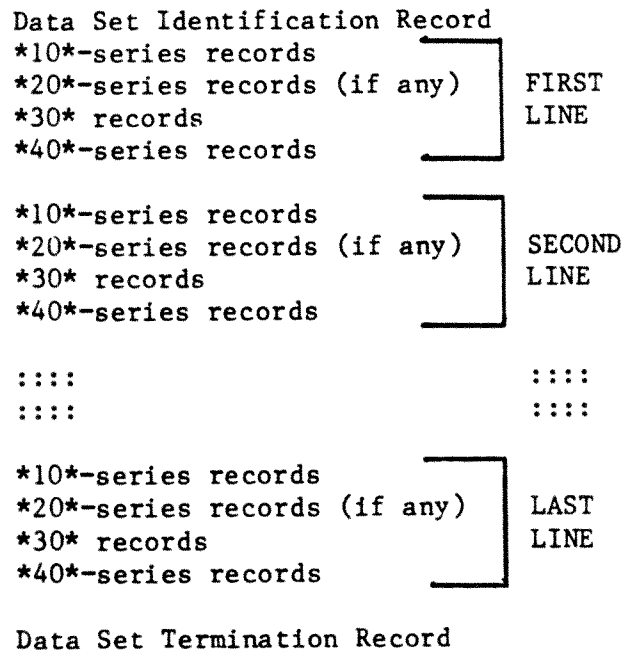 Data Set Identification Record
*10*-series records
*20*-series records (if any) FIRST
*30* records LINE
*40*-series records
*10*-series records
*20*-series records (if any) SECOND
*30* records LINE
*40*-series records
:::: ::::
:::: ::::
*10*-series records
*20*-series records (if any) LAST
*30* records LINE
*40*-series records
Data Set Termination Record